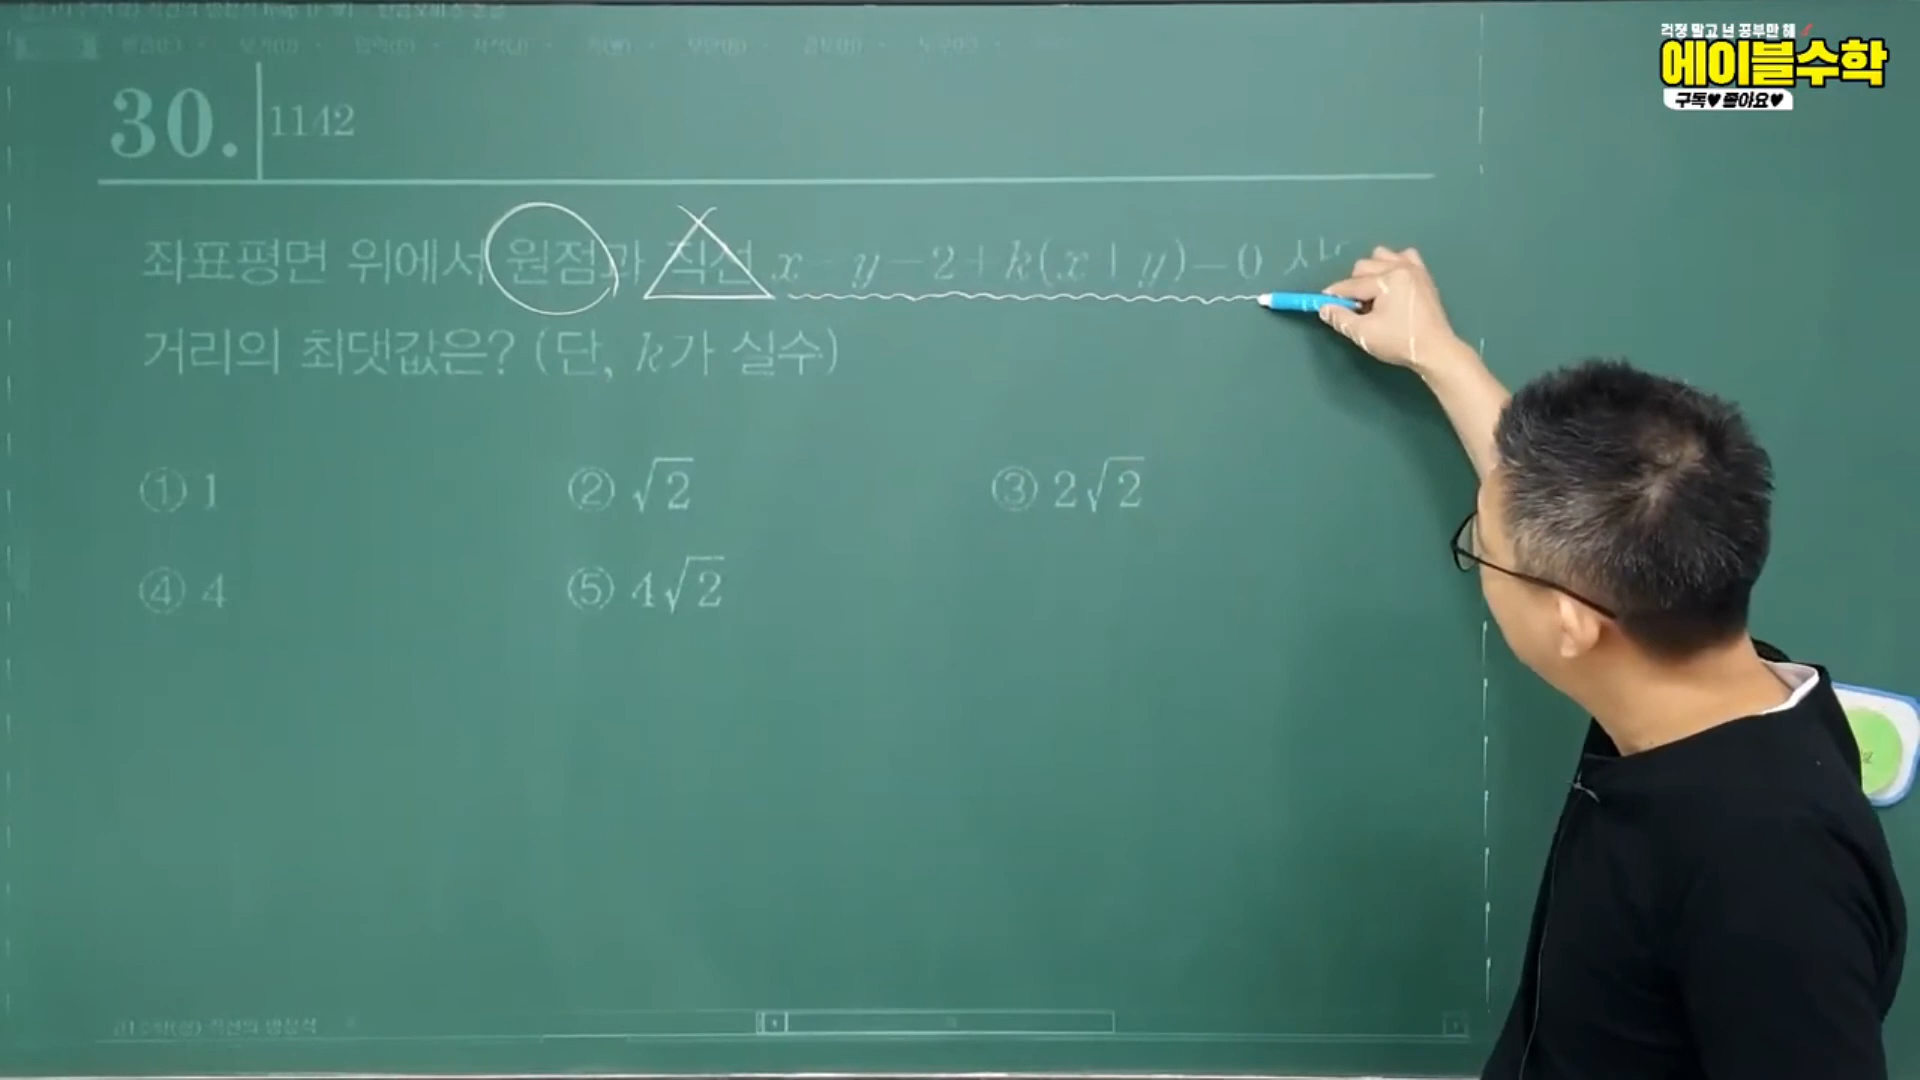 걱정 말고 넌 공부만 해
에이블수학
구독♥ 좋아요♥
30. 1142
좌표평면 위에서 원점과 직선 x-y-2+k(x+y)=0 사
거리의 최댓값은? (단, k가 실수)
① 1 ② √2 ③ 2√2
④ 4 ⑤ 4√2